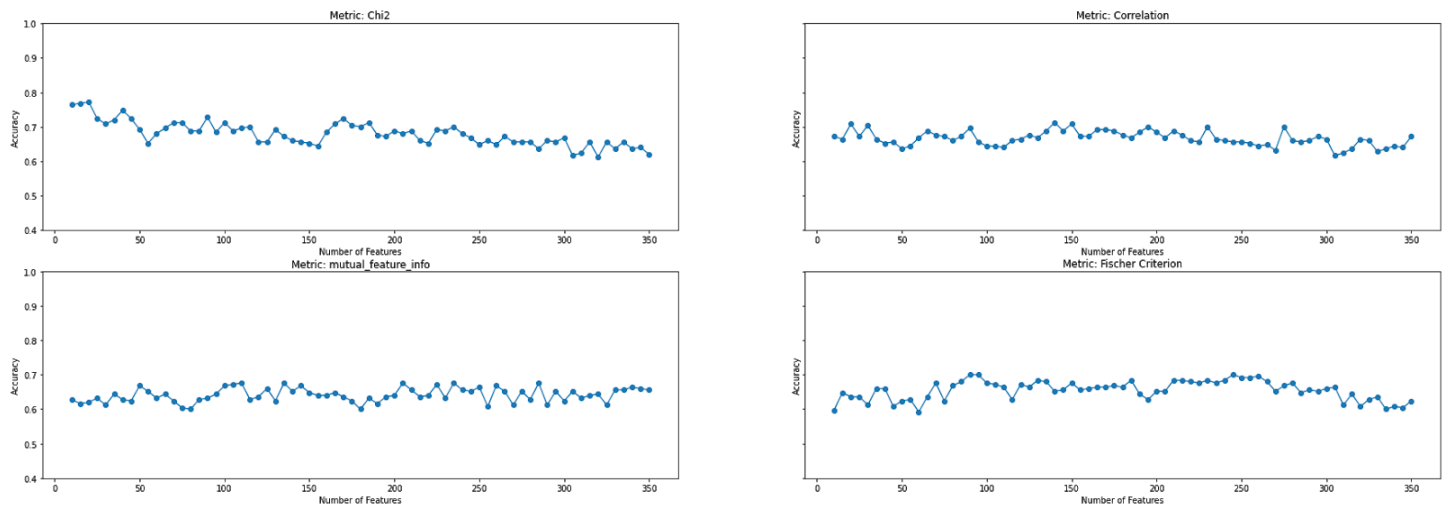 Metric: Chi2
1.0
0.9
0.8
0.7
0.6
0.5
0.4
Accuracy
0 50 100 150 200 250 300 350
Number of Features
Metric: Correlation
Accuracy
0 50 100 150 200 250 300 350
Number of Features
Metric: mutual_feature_info
1.0
0.9
0.8
0.7
0.6
0.5
0.4
Accuracy
0 50 100 150 200 250 300 350
Number of Features
Metric: Fischer Criterion
Accuracy
0 50 100 150 200 250 300 350
Number of Features